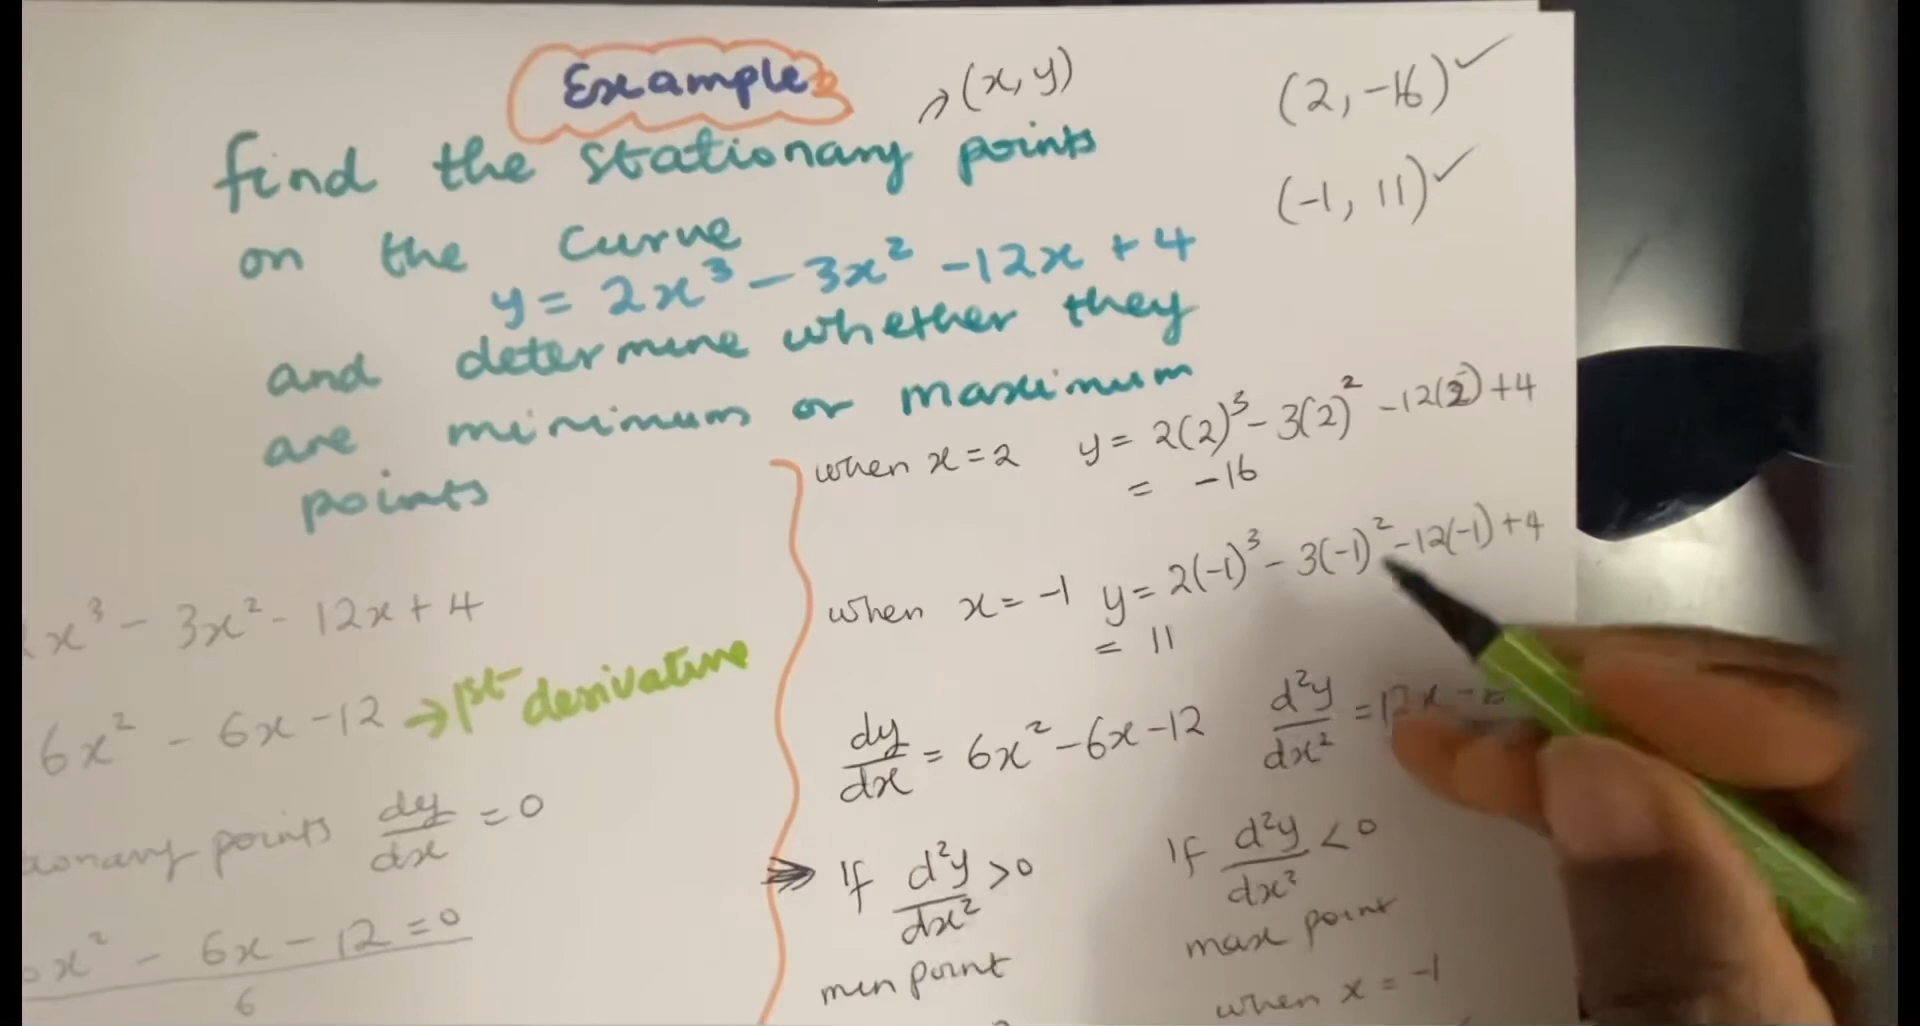 Example
→ (x, y)
find the stationary points
on the curve
y = 2x³ - 3x² - 12x + 4
and determine whether they
are minimum or maximum
points
x³ - 3x² - 12x + 4
6x² - 6x - 12 → 1st derivative
points dy/dx = 0
x² - 6x - 12 = 0
6
(2, -16) ✓
(-1, 11) ✓
when x = 2 y = 2(2)³ - 3(2)² - 12(2) + 4
= -16
when x = -1 y = 2(-1)³ - 3(-1)² - 12(-1) + 4
= 11
dy/dx = 6x² - 6x - 12 d²y/dx² = 12x -
⇒ If d²y/dx² > 0 If d²y/dx² < 0
min point max point
when x = -1